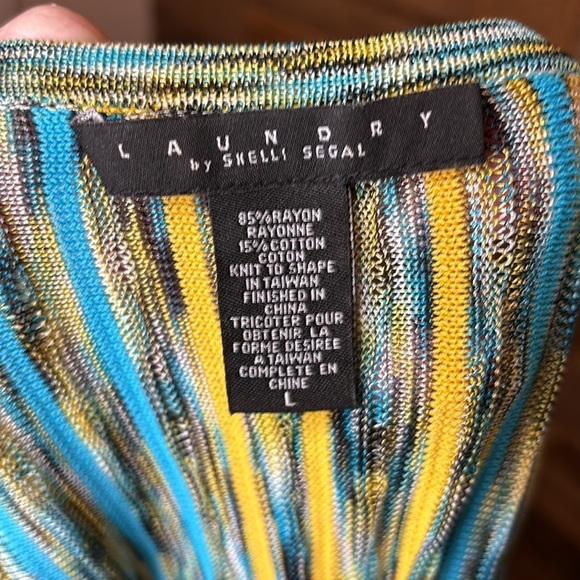 LAUNDRY
by SHELLI SEGAL
85% RAYON
RAYONNE
15% COTTON
COTON
KNIT TO SHAPE
IN TAIWAN
FINISHED IN
CHINA
TRICOTER POUR
OBTENIR LA
FORME DESIREE
A TAIWAN
COMPLETE EN
CHINE
L